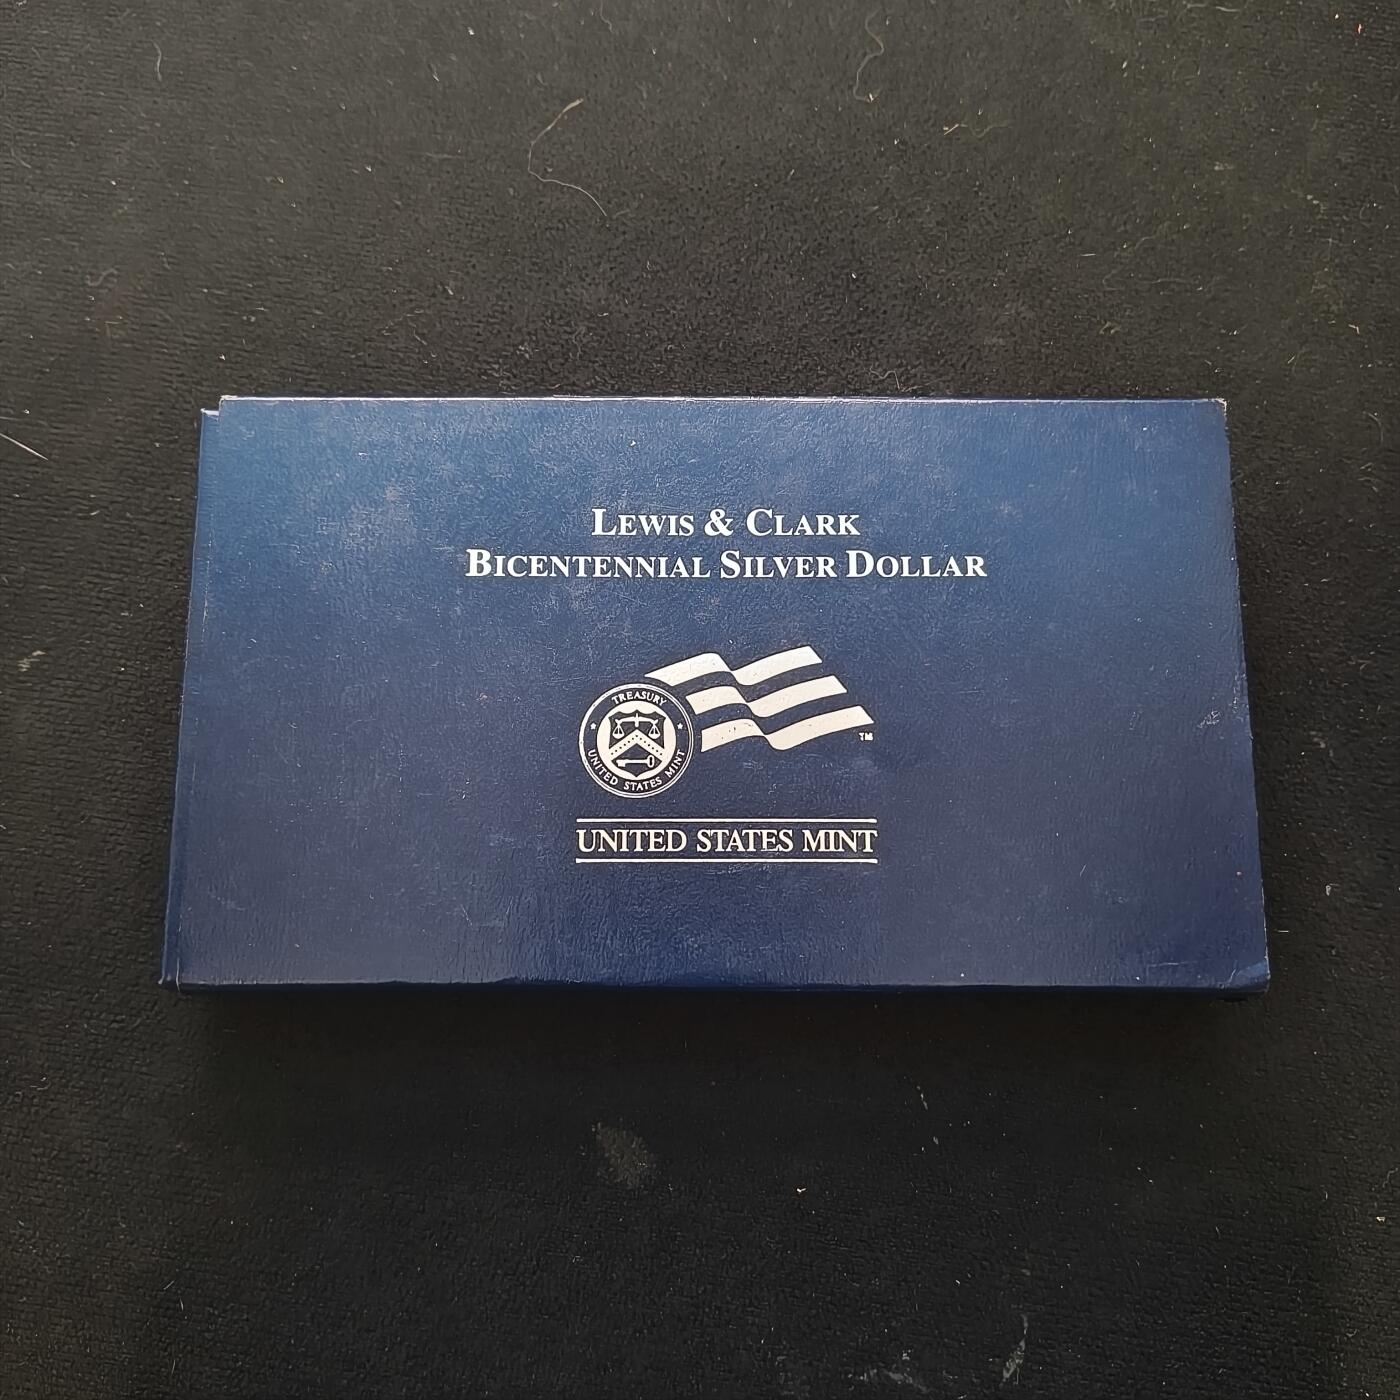 LEWIS & CLARK
BICENTENNIAL SILVER DOLLAR
TREASURY
UNITED STATES MINT
TM
UNITED STATES MINT